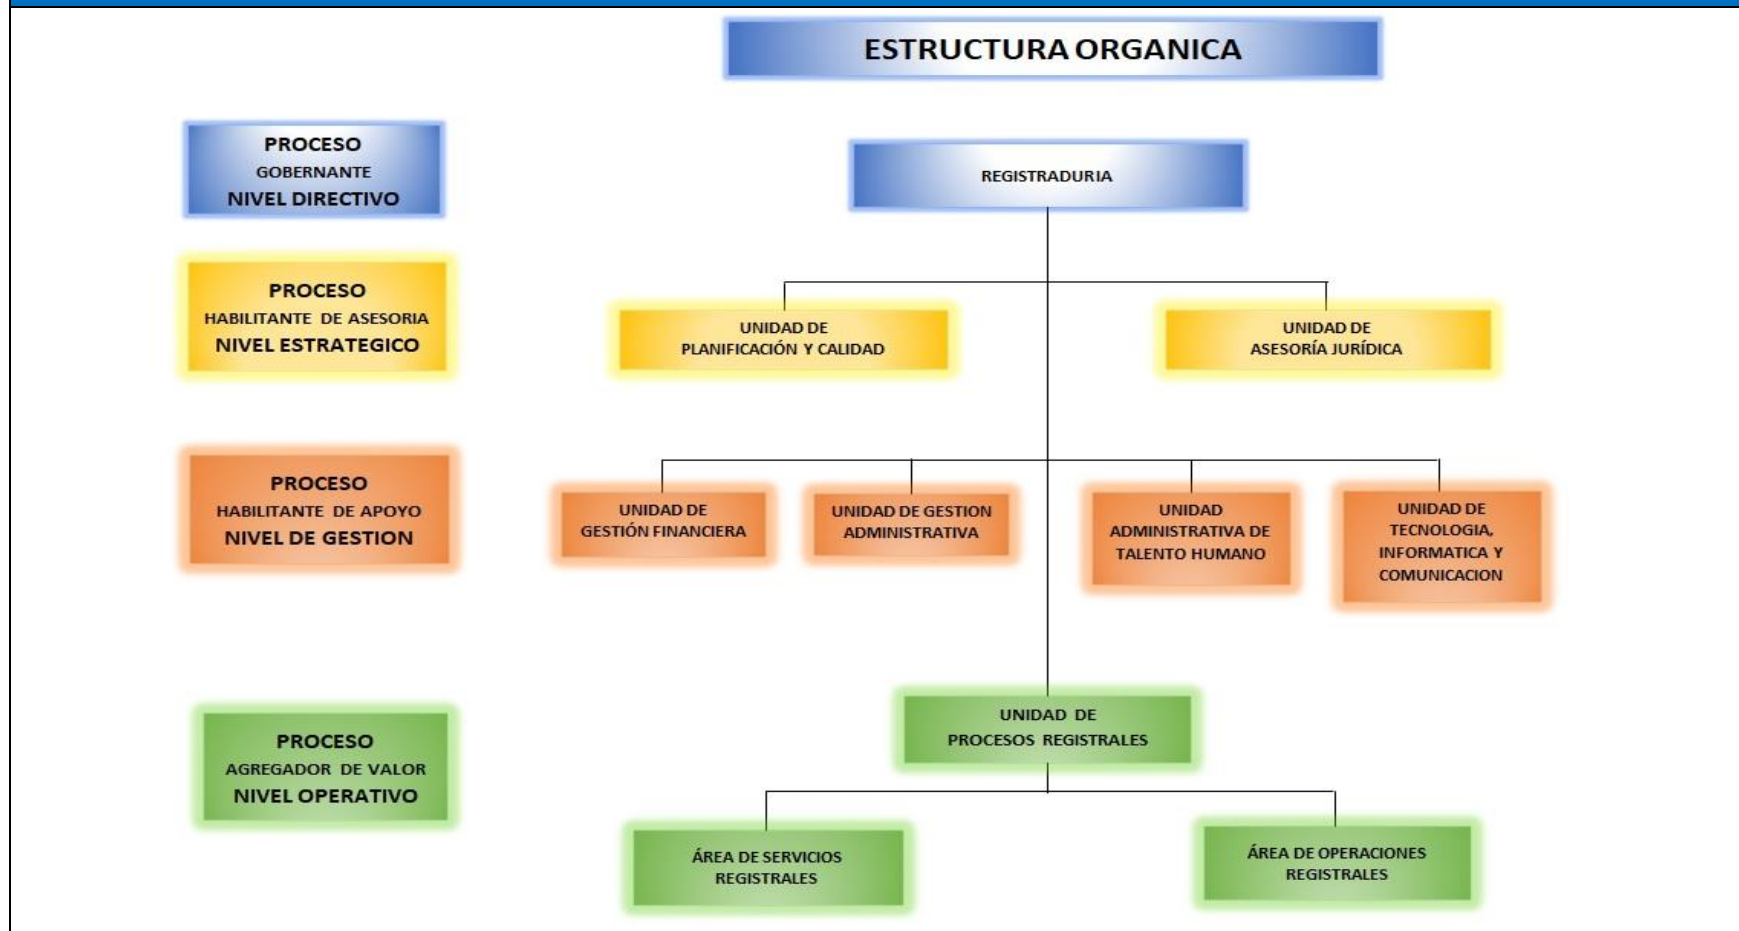 ESTRUCTURA ORGANICA
PROCESO
GOBERNANTE
NIVEL DIRECTIVO
REGISTRADURIA
PROCESO
HABILITANTE DE ASESORIA
NIVEL ESTRATEGICO
UNIDAD DE
PLANIFICACIÓN Y CALIDAD
UNIDAD DE
ASESORÍA JURÍDICA
PROCESO
HABILITANTE DE APOYO
NIVEL DE GESTION
UNIDAD DE
GESTIÓN FINANCIERA
UNIDAD DE GESTION
ADMINISTRATIVA
UNIDAD
ADMINISTRATIVA DE
TALENTO HUMANO
UNIDAD DE
TECNOLOGIA,
INFORMATICA Y
COMUNICACION
PROCESO
AGREGADOR DE VALOR
NIVEL OPERATIVO
UNIDAD DE
PROCESOS REGISTRALES
ÁREA DE SERVICIOS
REGISTRALES
ÁREA DE OPERACIONES
REGISTRALES